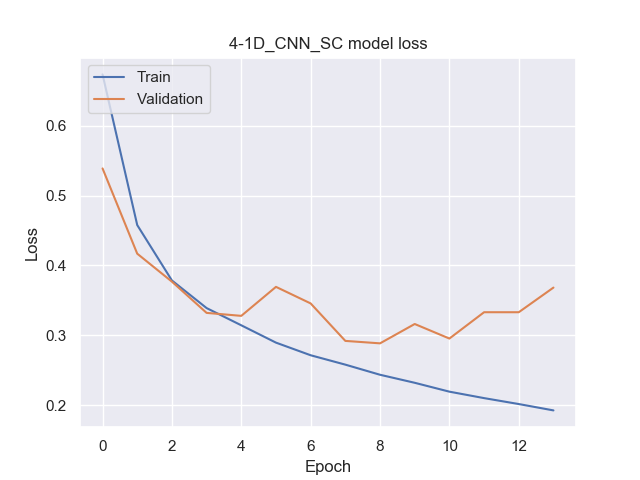 4-1D_CNN_SC model loss
Train
Validation
0.6
0.5
0.4
0.3
0.2
Loss
0 2 4 6 8 10 12
Epoch